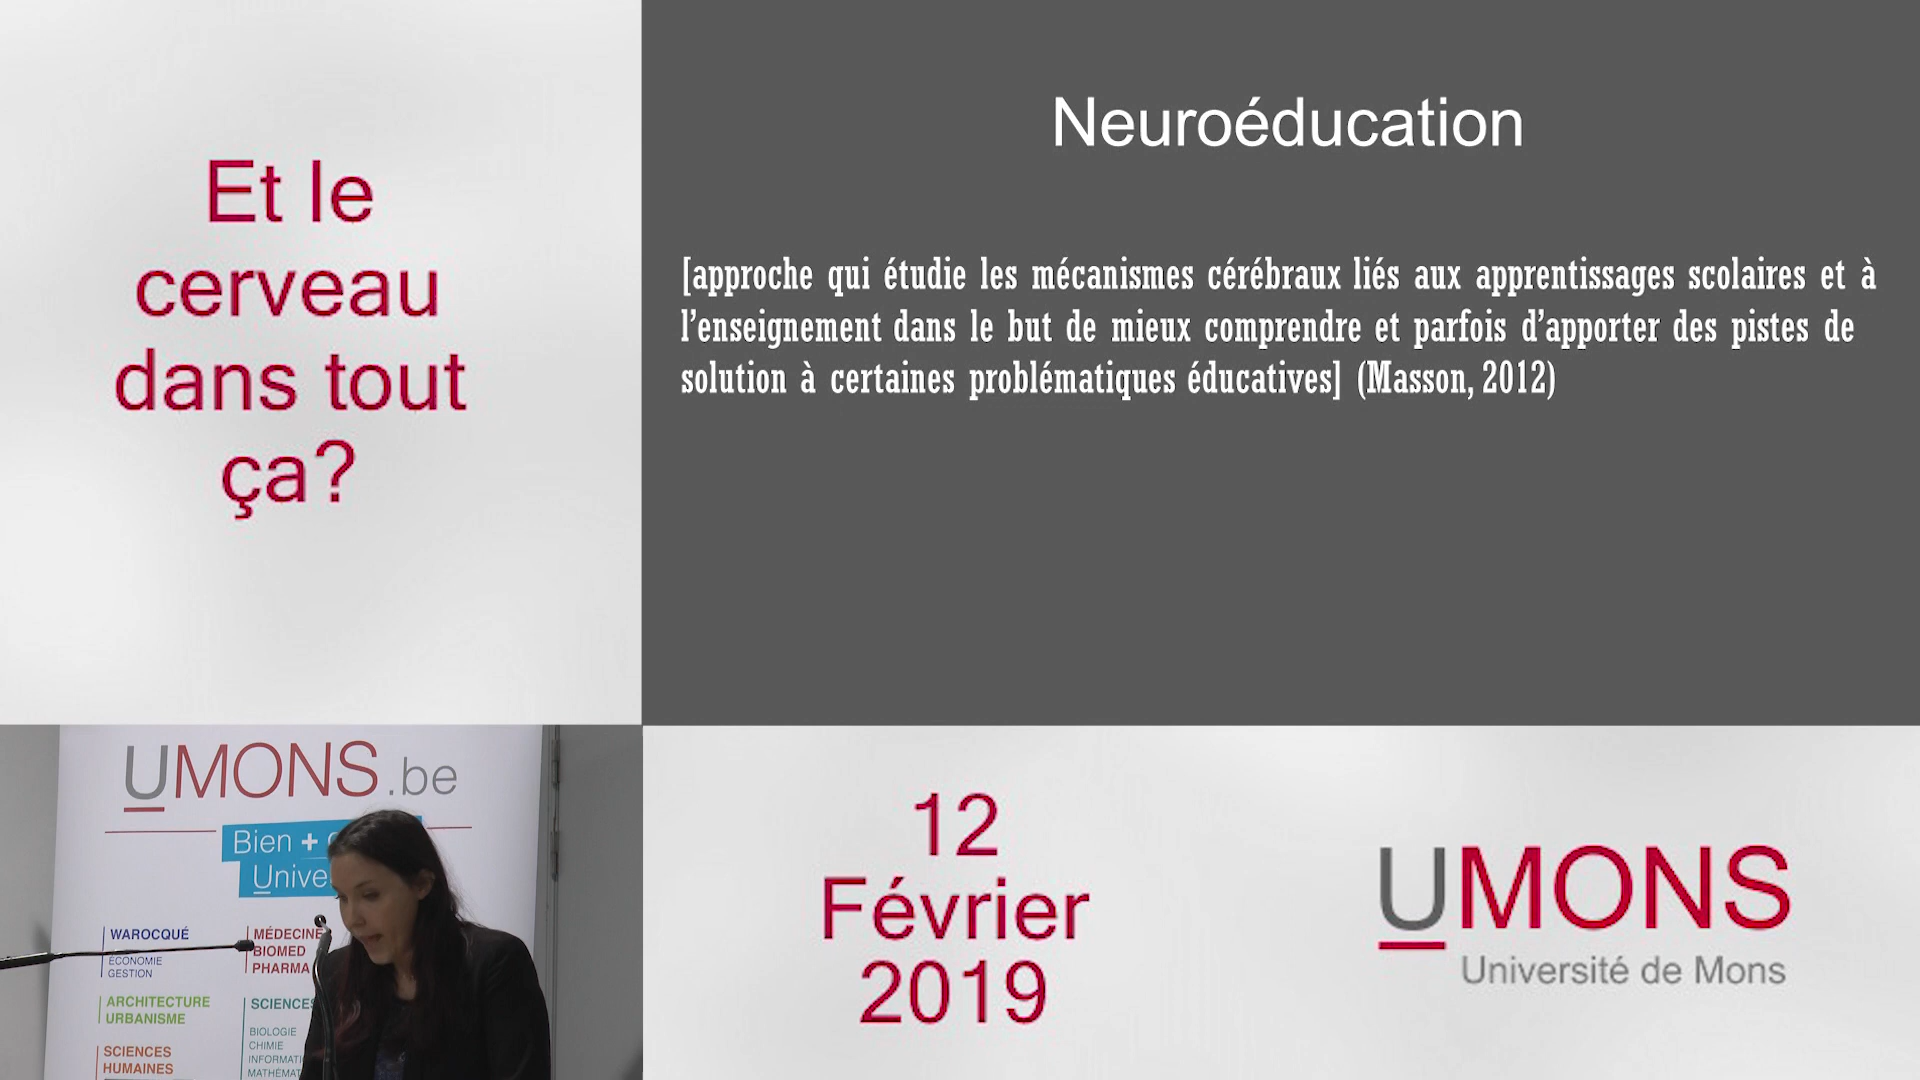 Et le
cerveau
dans tout
ça?
Neuroéducation
[approche qui étudie les mécanismes cérébraux liés aux apprentissages scolaires et à
l’enseignement dans le but de mieux comprendre et parfois d’apporter des pistes de
solution à certaines problématiques éducatives] (Masson, 2012)
UMONS.be
Bien +
WAROCQUÉ
ÉCONOMIE
GESTION
ARCHITECTURE
URBANISME
SCIENCES
HUMAINES
MÉDECINE
BIOMED
PHARMA
SCIENCES
BIOLOGIE
CHIMIE
12
Février
2019
UMONS
Université de Mons